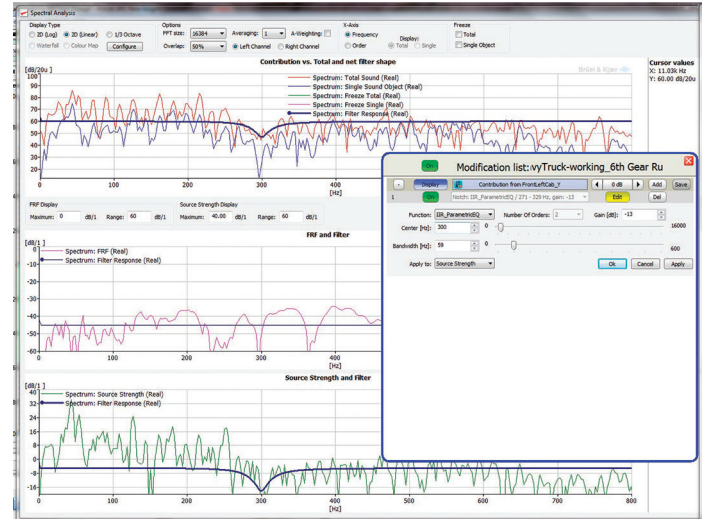 Spectral Analysis
Display Type
2D (Log) 2D (Linear) 1/3 Octave
Waterfall Colour Map Configure
Options
FFT size: 16384 Averaging: 1 A-Weighting:
Overlap: 50% Left Channel Right Channel
X-Axis
Frequency
Order
Display:
Total Single
Freeze
Total
Single Object
Contribution vs. Total and net filter shape
Brüel & Kjær
Cursor values
X: 11.03k Hz
Y: 60.00 dB/20u
[dB/20u ]
100
90
80
70
60
50
40
30
20
Spectrum: Total Sound (Real)
Spectrum: Single Sound Object (Real)
Spectrum: Freeze Total (Real)
Spectrum: Freeze Single (Real)
Spectrum: Filter Response (Real)
0 100 200 300 400
[Hz]
FRF Display
Maximum: 0 dB/1 Range: 60 dB/1
Source Strength Display
Maximum: 40.00 dB/1 Range: 60 dB/1
FRF and Filter
[dB/1 ]
0
-10
-20
-30
-40
-50
-60
Spectrum: FRF (Real)
Spectrum: Filter Response (Real)
0 100 200 300 400
[Hz]
Source Strength and Filter
[dB/1 ]
40
32
24
16
8
0
-8
-16
Spectrum: Source Strength (Real)
Spectrum: Filter Response (Real)
0 100 200 300 400 500 600 700 800
[Hz]
On Modification list:vyTruck-working_6th Gear Ru
- Display Contribution from FrontLeftCab_Y 0 dB Add Save
1 On Notch: IIR_ParametricEQ / 271 - 329 Hz, gain: -13 Edit Del
Function: IIR_ParametricEQ Number Of Orders: 2 Gain [dB]: -13
Center [Hz]: 300 0 16000
Bandwidth [Hz]: 59 0 600
Apply to: Source Strength Ok Cancel Apply